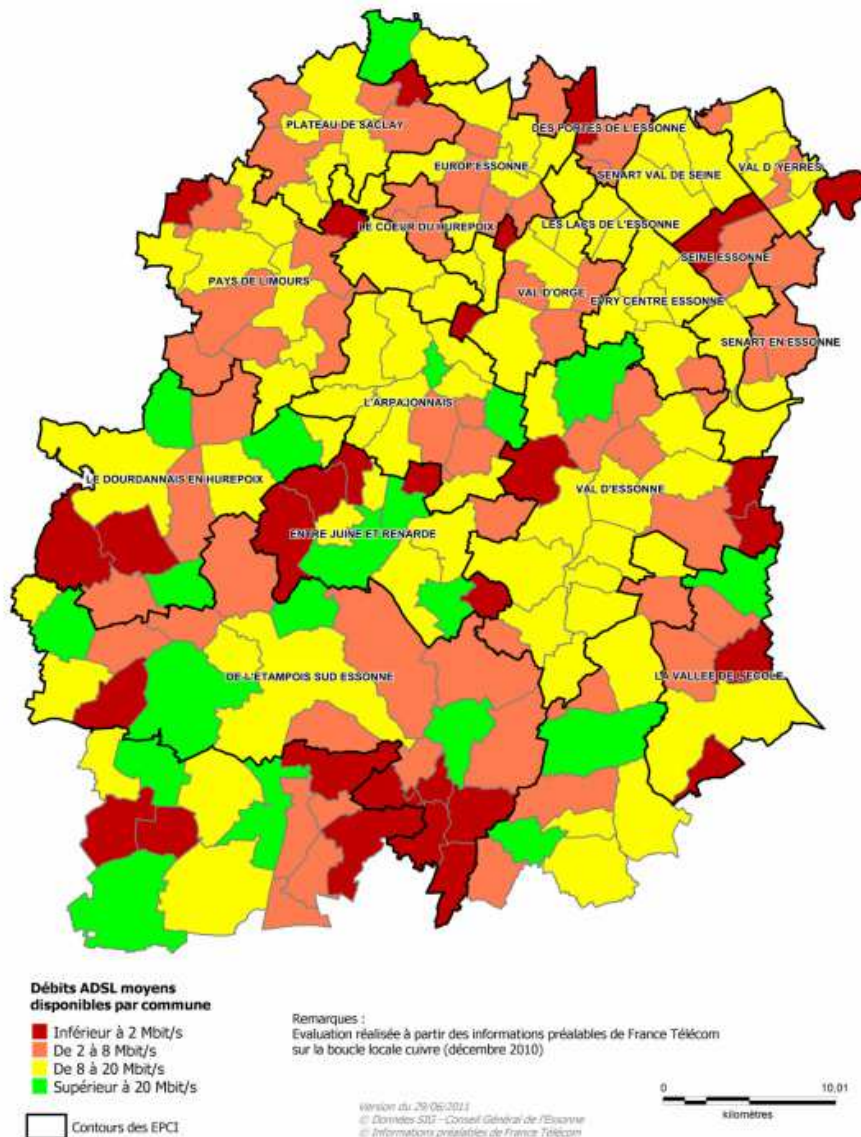 PLATEAU DE SACLAY
DES PORTES DE L'ESSONNE
EUROP'ESSONNE
SENART VAL DE SEINE
VAL D'YERRES
LE COEUR DU HUREPOIX
LES LACS DE L'ESSONNE
SEINE ESSONNE
PAYS DE LIMOURS
VAL D'ORGE
EVRY CENTRE ESSONNE
SENART EN ESSONNE
L'ARPAJONNAIS
LE DOURDANNAIS EN HUREPOIX
VAL D'ESSONNE
ENTRE JUINE ET RENARDE
DE L'ETAMPOIS SUD ESSONNE
LA VALLEE DE L'ECOLE
Débits ADSL moyens
disponibles par commune
Inférieur à 2 Mbit/s
De 2 à 8 Mbit/s
De 8 à 20 Mbit/s
Supérieur à 20 Mbit/s
Contours des EPCI
Remarques :
Evaluation réalisée à partir des informations préalables de France Télécom
sur la boucle locale cuivre (décembre 2010)
Version du 29/06/2011
© Données SIG - Conseil Général de l'Essonne
© Informations préalables de France Télécom
0 10,01
kilomètres